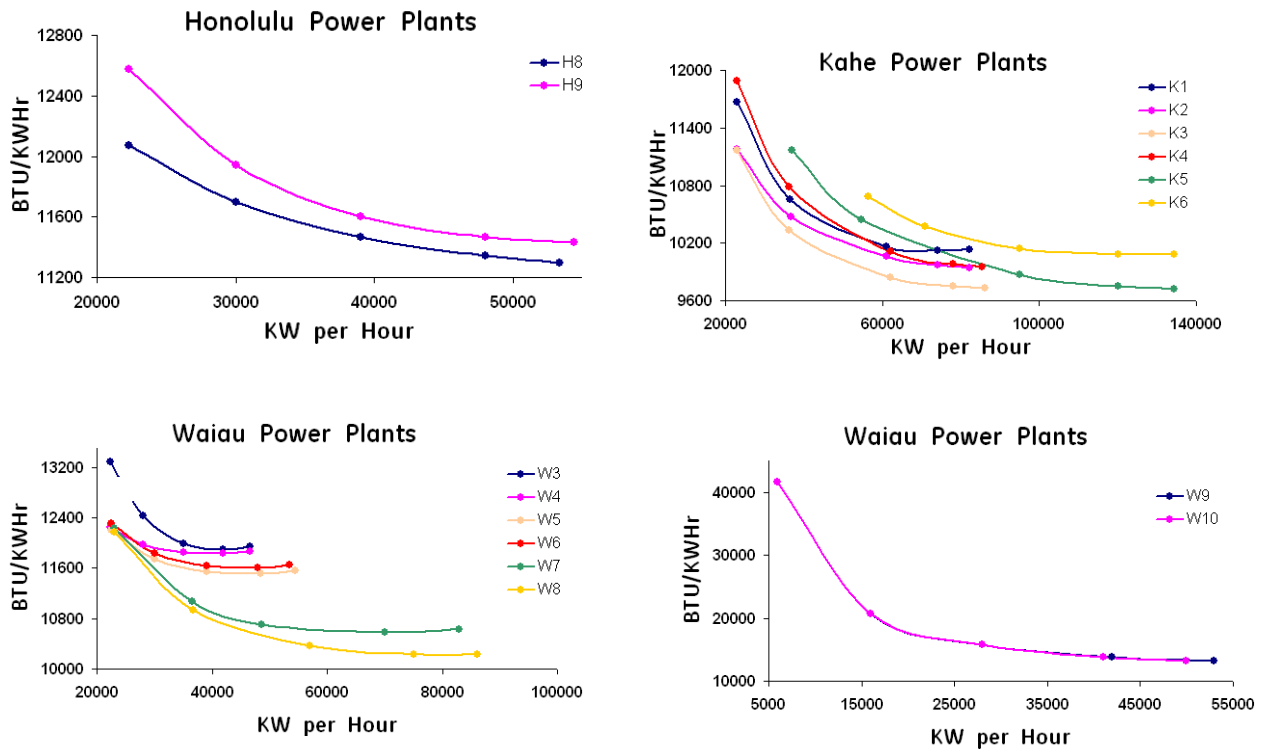 Honolulu Power Plants
12800
12400
12000
11600
11200
BTU/KWHr
20000 30000 40000 50000
KW per Hour
H8
H9
Kahe Power Plants
12000
11400
10800
10200
9600
BTU/KWHr
20000 60000 100000 140000
KW per Hour
K1
K2
K3
K4
K5
K6
Waiau Power Plants
13200
12400
11600
10800
10000
BTU/KWHr
20000 40000 60000 80000 100000
KW per Hour
W3
W4
W5
W6
W7
W8
Waiau Power Plants
40000
30000
20000
10000
BTU/KWHr
5000 15000 25000 35000 45000 55000
KW per Hour
W9
W10